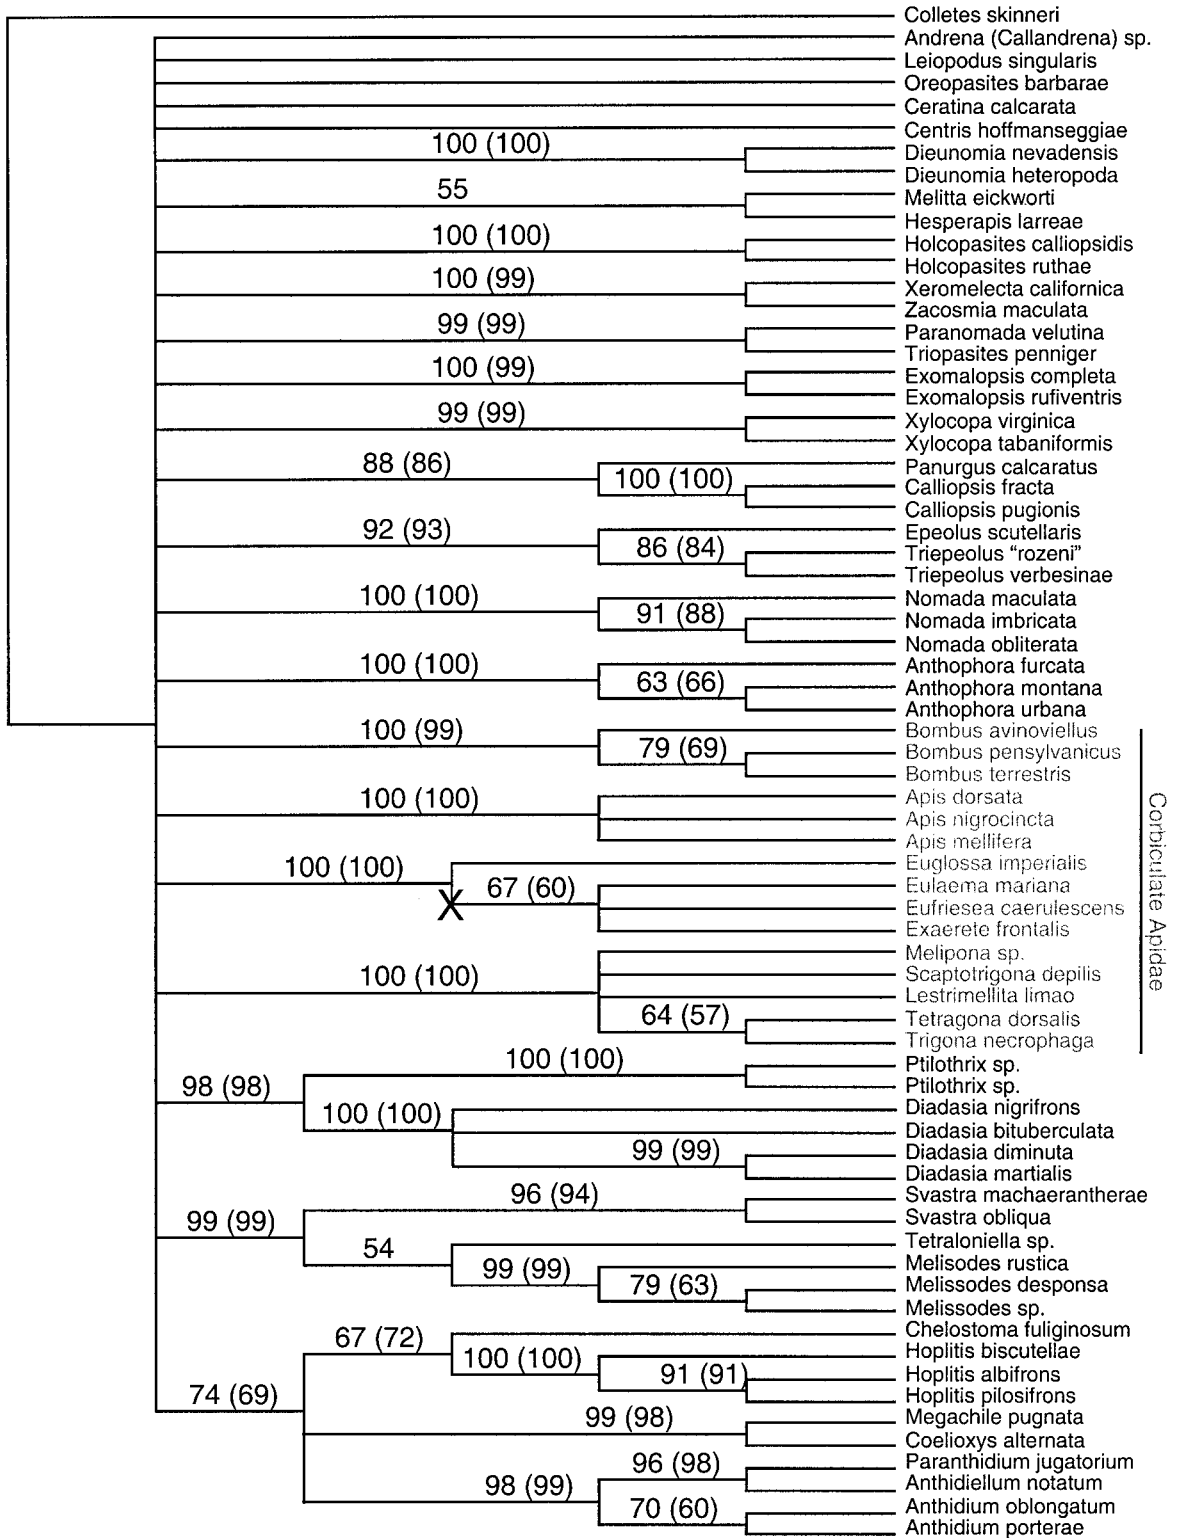 Colletes skinneri
Andrena (Callandrena) sp.
Leiopodus singularis
Oreopasites barbarae
Ceratina calcarata
Centris hoffmanseggiae
100 (100)
Dieunomia nevadensis
Dieunomia heteropoda
55
Melitta eickworti
Hesperapis larreae
100 (100)
Holcopasites calliopsidis
Holcopasites ruthae
100 (99)
Xeromelecta californica
Zacosmia maculata
99 (99)
Paranomada velutina
Triopasites penniger
100 (99)
Exomalopsis completa
Exomalopsis rufiventris
99 (99)
Xylocopa virginica
Xylocopa tabaniformis
88 (86)
Panurgus calcaratus
100 (100)
Calliopsis fracta
Calliopsis pugionis
92 (93)
Epeolus scutellaris
86 (84)
Triepeolus “rozeni”
Triepeolus verbesinae
100 (100)
Nomada maculata
91 (88)
Nomada imbricata
Nomada obliterata
100 (100)
Anthophora furcata
63 (66)
Anthophora montana
Anthophora urbana
100 (99)
Bombus avinoviellus
79 (69)
Bombus pensylvanicus
Bombus terrestris
100 (100)
Apis dorsata
Apis nigrocincta
Apis mellifera
Corbiculate Apidae
100 (100)
Euglossa imperialis
X
67 (60)
Eulaema mariana
Eufriesea caerulescens
Exaerete frontalis
100 (100)
Melipona sp.
Scaptotrigona depilis
Lestrimellita limao
64 (57)
Tetragona dorsalis
Trigona necrophaga
98 (98)
100 (100)
Ptilothrix sp.
Ptilothrix sp.
100 (100)
Diadasia nigrifrons
Diadasia bituberculata
99 (99)
Diadasia diminuta
Diadasia martialis
99 (99)
96 (94)
Svastra machaerantherae
Svastra obliqua
54
Tetraloniella sp.
99 (99)
Melisodes rustica
79 (63)
Melissodes desponsa
Melissodes sp.
74 (69)
67 (72)
Chelostoma fuliginosum
100 (100)
Hoplitis biscutellae
91 (91)
Hoplitis albifrons
Hoplitis pilosifrons
99 (98)
Megachile pugnata
Coelioxys alternata
98 (99)
96 (98)
Paranthidium jugatorium
Anthidiellum notatum
70 (60)
Anthidium oblongatum
Anthidium porterae